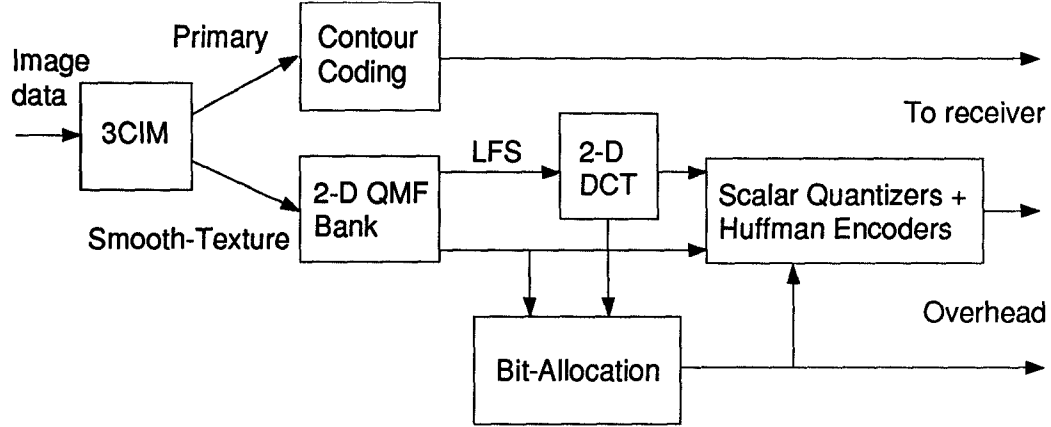 Image
data
3CIM
Primary
Contour
Coding
To receiver
Smooth-Texture
2-D QMF
Bank
LFS
2-D
DCT
Scalar Quantizers +
Huffman Encoders
Bit-Allocation
Overhead